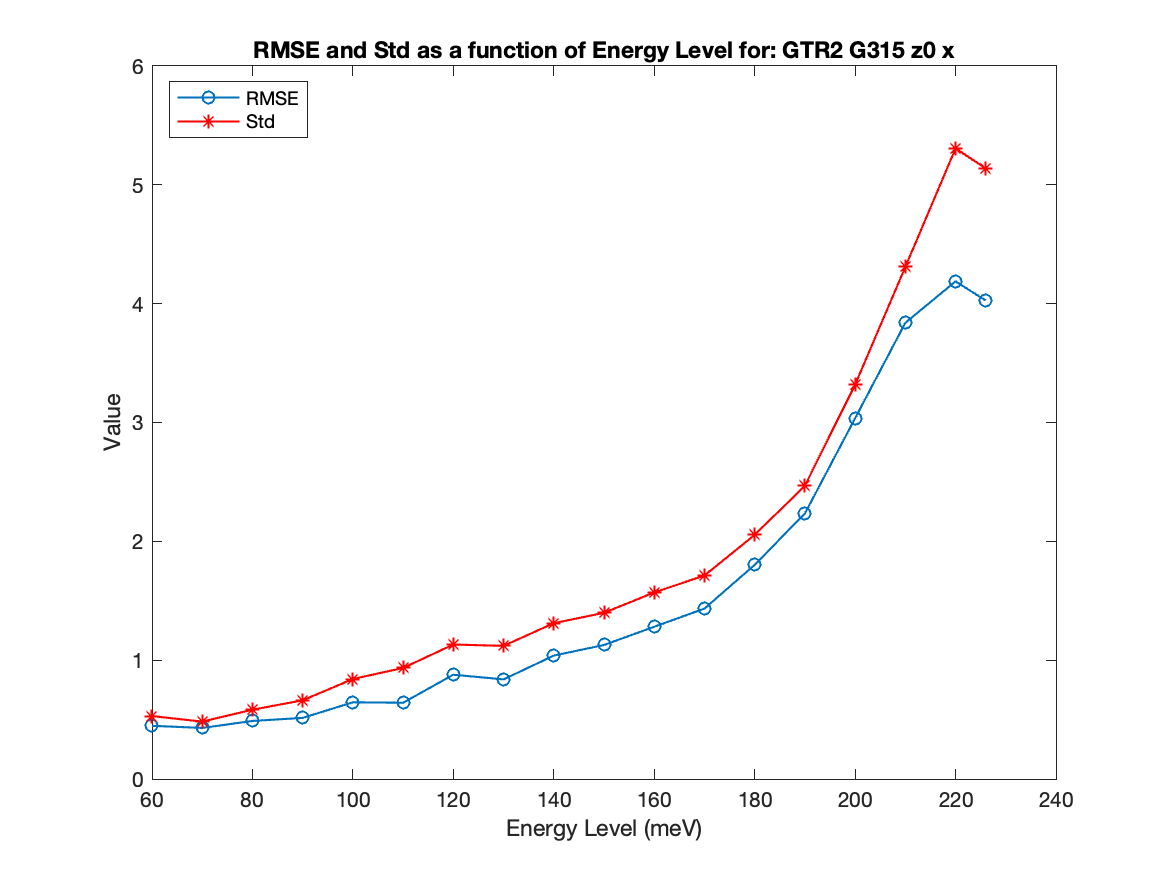 RMSE and Std as a function of Energy Level for: GTR2 G315 z0 x
RMSE
Std
6
5
4
3
2
1
0
Value
60 80 100 120 140 160 180 200 220 240
Energy Level (meV)